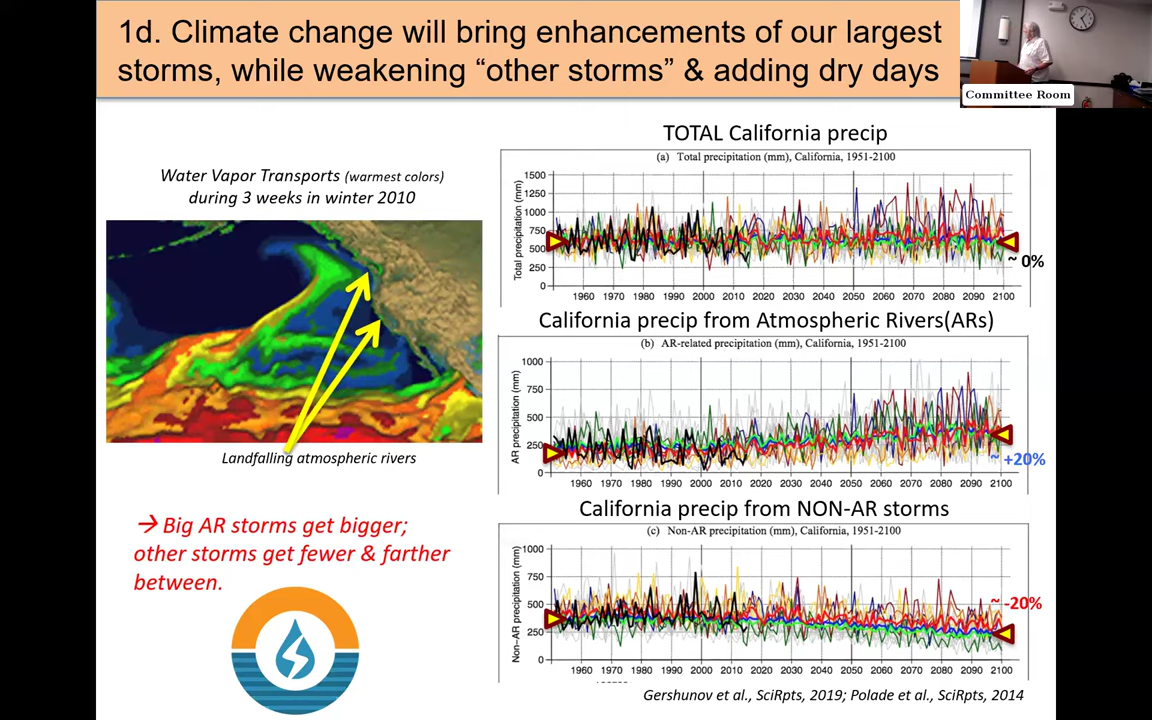 1d. Climate change will bring enhancements of our largest
storms, while weakening “other storms” & adding dry days
Committee Room
Water Vapor Transports (warmest colors)
during 3 weeks in winter 2010
Landfalling atmospheric rivers
→ Big AR storms get bigger;
other storms get fewer & farther
between.
TOTAL California precip
(a) Total precipitation (mm), California, 1951-2100
Total precipitation (mm)
1500
1250
1000
750
500
250
0
~ 0%
1960 1970 1980 1990 2000 2010 2020 2030 2040 2050 2060 2070 2080 2090 2100
California precip from Atmospheric Rivers(ARs)
(b) AR-related precipitation (mm), California, 1951-2100
AR precipitation (mm)
1000
750
500
250
0
~ +20%
1960 1970 1980 1990 2000 2010 2020 2030 2040 2050 2060 2070 2080 2090 2100
California precip from NON-AR storms
(c) Non-AR precipitation (mm), California, 1951-2100
Non-AR precipitation (mm)
1000
750
500
250
0
~ -20%
1960 1970 1980 1990 2000 2010 2020 2030 2040 2050 2060 2070 2080 2090 2100
Gershunov et al., SciRpts, 2019; Polade et al., SciRpts, 2014